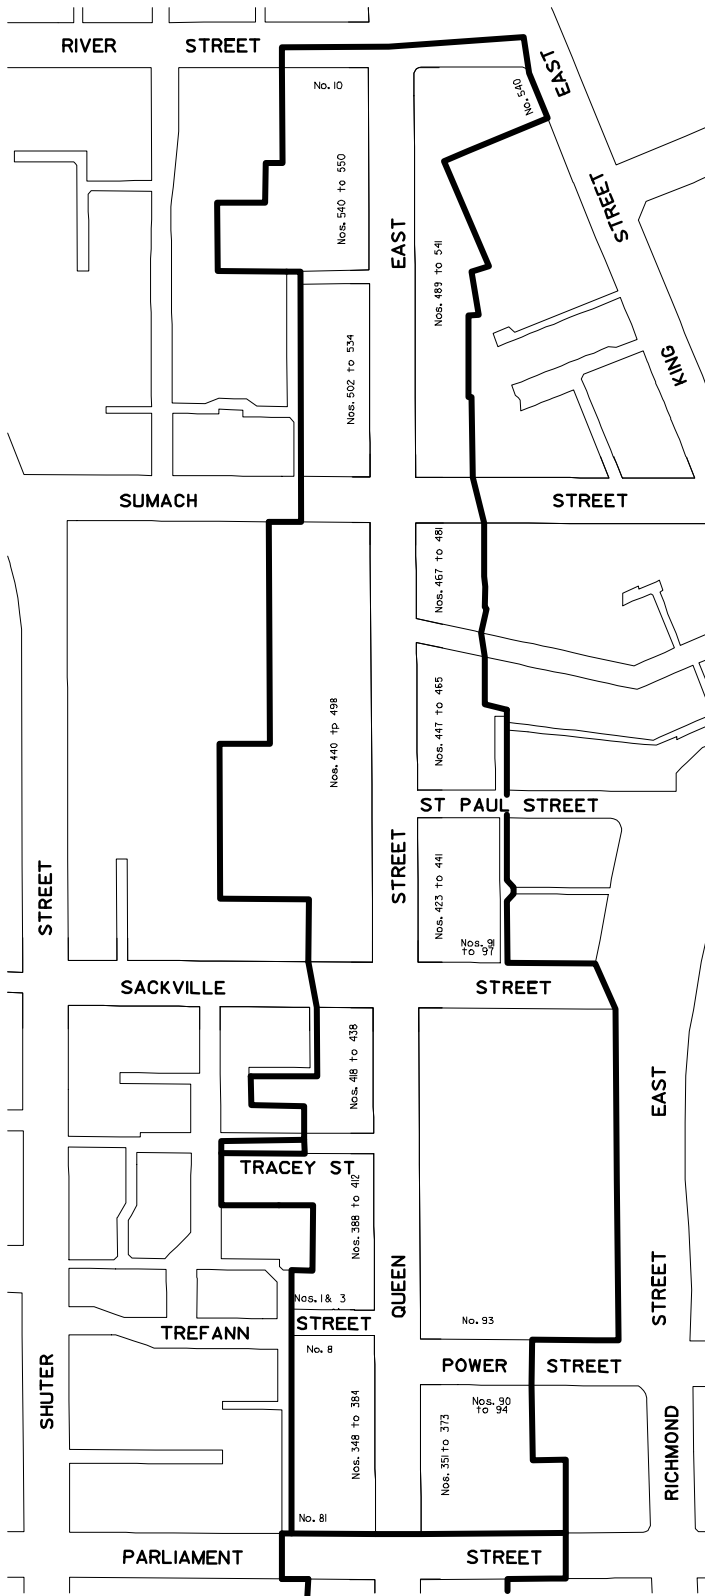 RIVER STREET
No. 10
No. 540
EAST
Nos. 540 to 550
EAST
STREET
Nos. 489 to 541
KING
Nos. 502 to 534
SUMACH STREET
Nos. 467 to 481
Nos. 447 to 465
Nos. 440 tp 498
ST PAUL STREET
STREET
STREET
Nos. 423 to 441
Nos. 91
to 97
SACKVILLE STREET
Nos. 418 to 438
EAST
TRACEY ST
Nos. 388 to 412
QUEEN
STREET
Nos. 1 & 3
TREFANN STREET
No. 93
No. 8
POWER STREET
SHUTER
Nos. 348 to 384
Nos. 90
to 94
Nos. 351 to 373
RICHMOND
No. 81
PARLIAMENT STREET